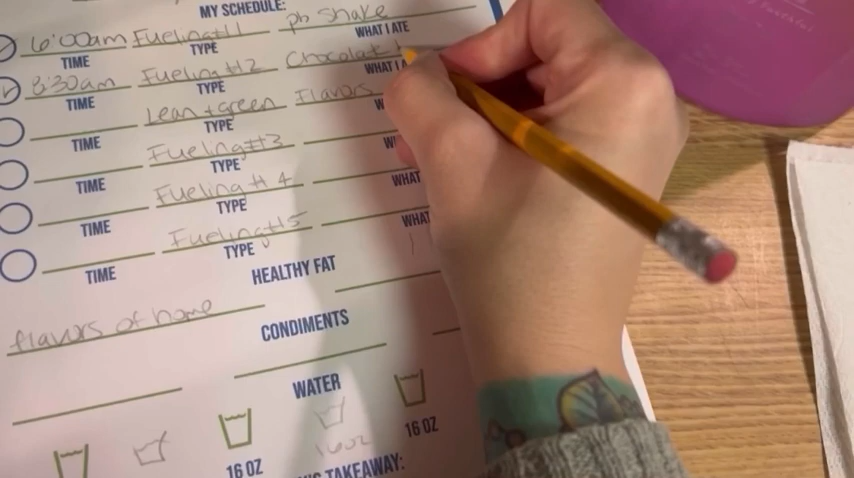 MY SCHEDULE:
6:00am Fueling #1 pb shake
TIME TYPE WHAT I ATE
8:30am Fueling #2 Chocolate
TIME TYPE WHAT I A
Lean + green Flavors
TIME TYPE W
Fueling #3
TIME TYPE W
Fueling #4
TIME TYPE WHAT
Fueling #5
TIME TYPE WHAT
HEALTHY FAT
flavors of home
CONDIMENTS
WATER
16 OZ 16oz 16 OZ
TAKEAWAY: